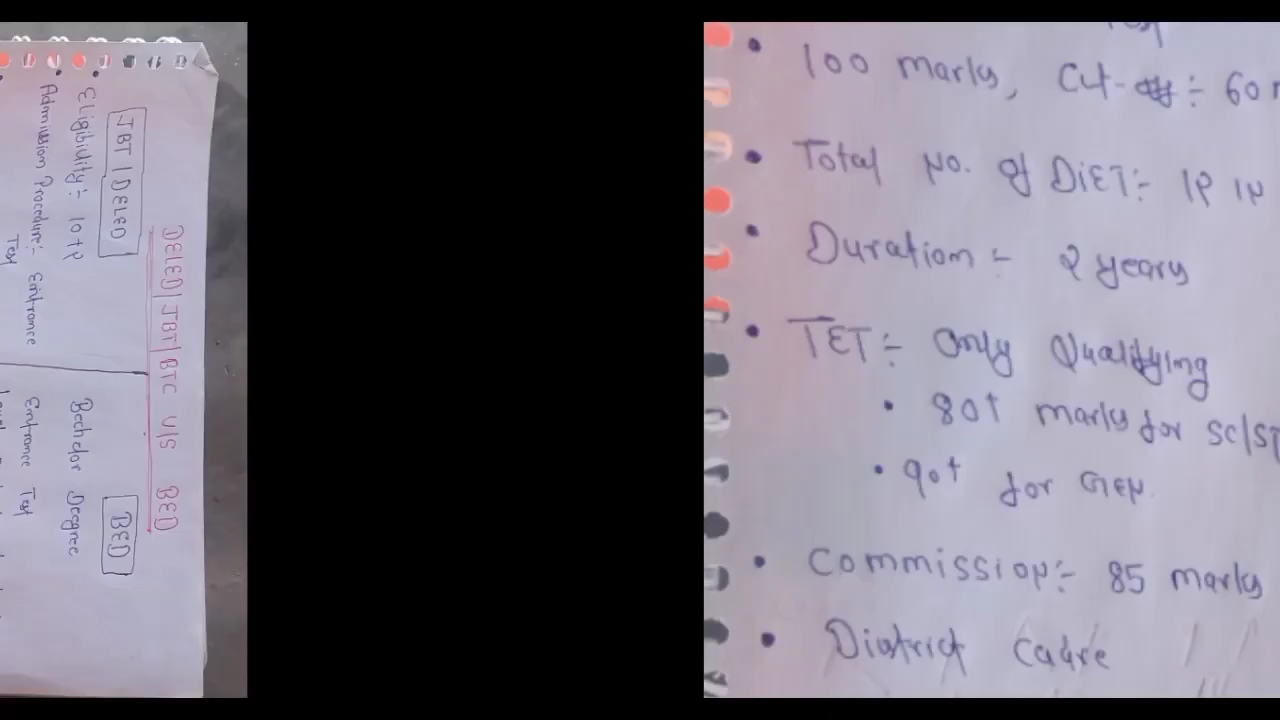 DELED | JBT | BTC V/S BED
JBT | DELED
BED
• Eligibility:- 10+2
Bachelor Degree
• Admission Procedure:- Entrance
Test
Entrance Test
• 100 marks, Cut-off:- 60
• Total No. of DIET:- 12 in
• Duration:- 2 years
• TET:- Only Qualifying
• 80+ marks for SC/ST
• 90+ for GEN.
• Commission:- 85 marks
• District Cadre